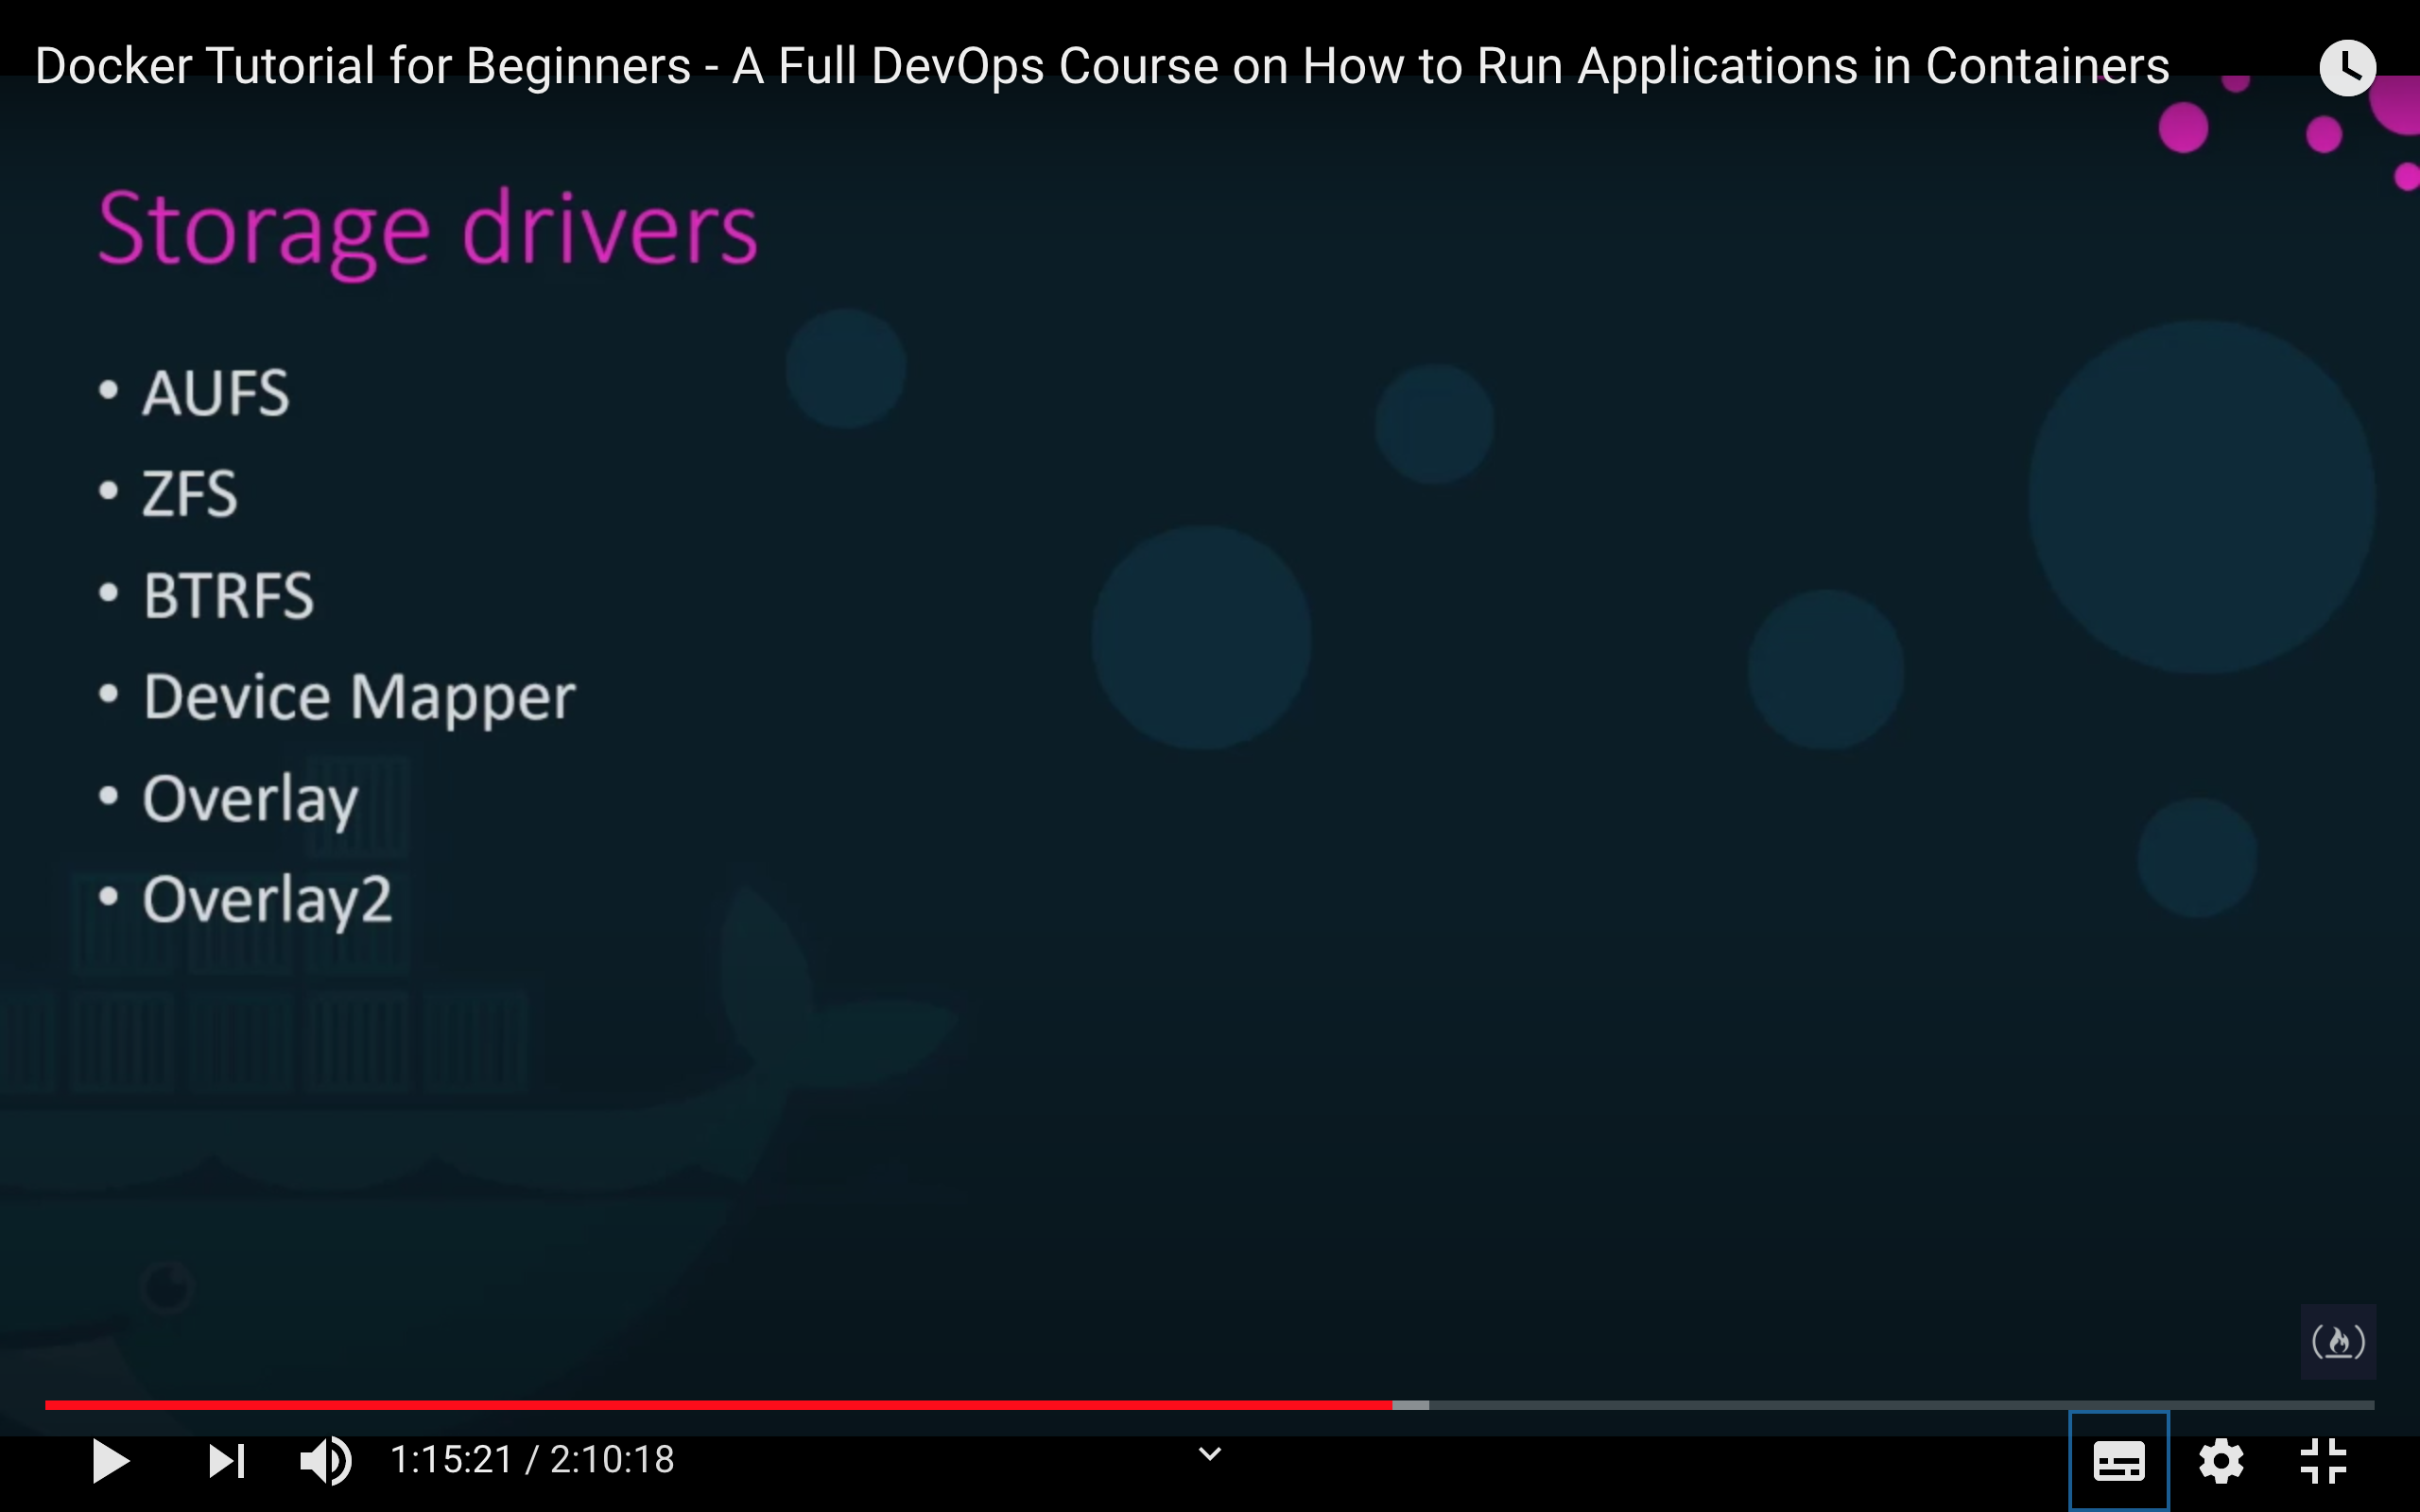 Docker Tutorial for Beginners - A Full DevOps Course on How to Run Applications in Containers
Storage drivers
• AUFS
• ZFS
• BTRFS
• Device Mapper
• Overlay
• Overlay2
1:15:21 / 2:10:18